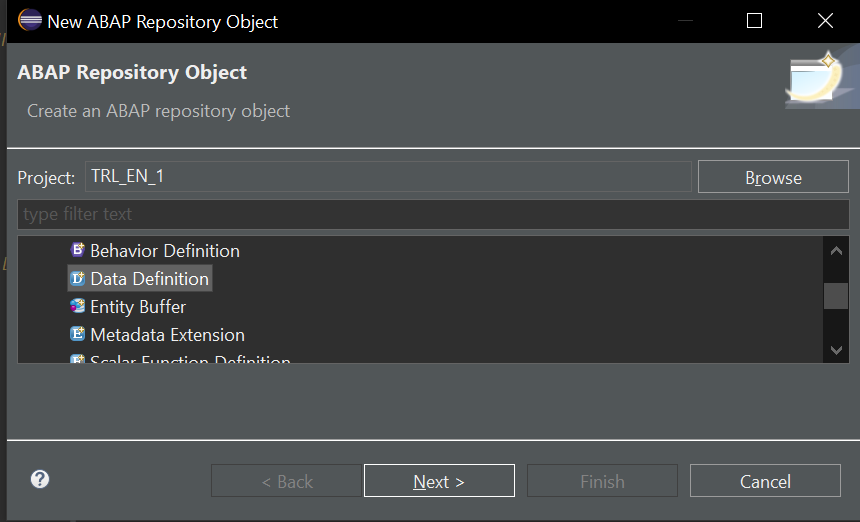 New ABAP Repository Object
ABAP Repository Object
Create an ABAP repository object
Project: TRL_EN_1 Browse
type filter text
Behavior Definition
Data Definition
Entity Buffer
Metadata Extension
Scalar Function Definition
< Back Next > Finish Cancel